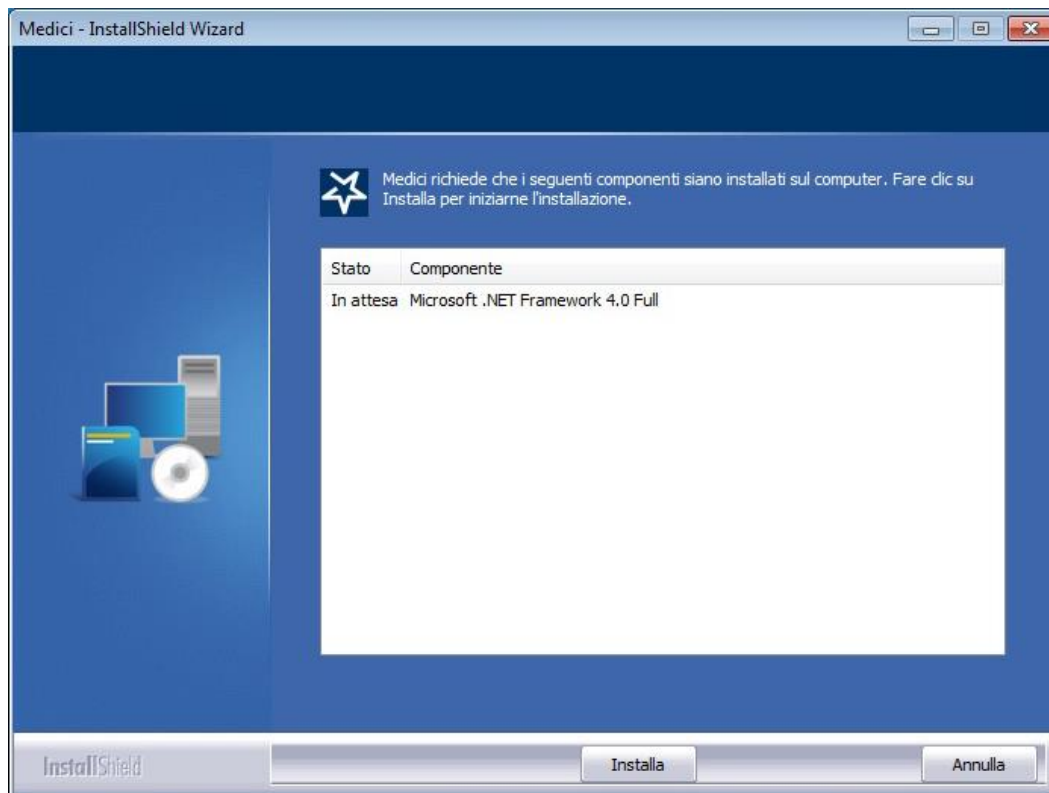 Medici - InstallShield Wizard
Medici richiede che i seguenti componenti siano installati sul computer. Fare clic su
Installa per iniziarne l'installazione.
Stato Componente
In attesa Microsoft .NET Framework 4.0 Full
InstallShield
Installa
Annulla